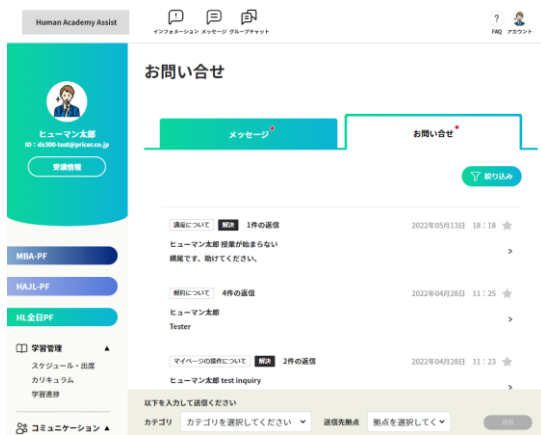 Human Academy Assist
インフォメーション メッセージ グループチャット
FAQ アカウント
ヒューマン太郎
ID：dx300-test@pricor.co.jp
受講情報
MBA-PF
HAJL-PF
HL全日PF
学習管理 ▲
スケジュール・出席
カリキュラム
学習進捗
コミュニケーション ▲
お問い合せ
メッセージ
お問い合せ
絞り込み
講座について 解決 1件の返信 2022年05月13日 18：18
ヒューマン太郎 授業が始まらない
横尾です、助けてください。
解約について 4件の返信 2022年04月28日 11：25
ヒューマン太郎
Tester
マイページの操作について 解決 2件の返信 2022年04月28日 11：23
ヒューマン太郎 test inquiry
以下を入力して送信ください
カテゴリ カテゴリを選択してください 送信先拠点 拠点を選択してく